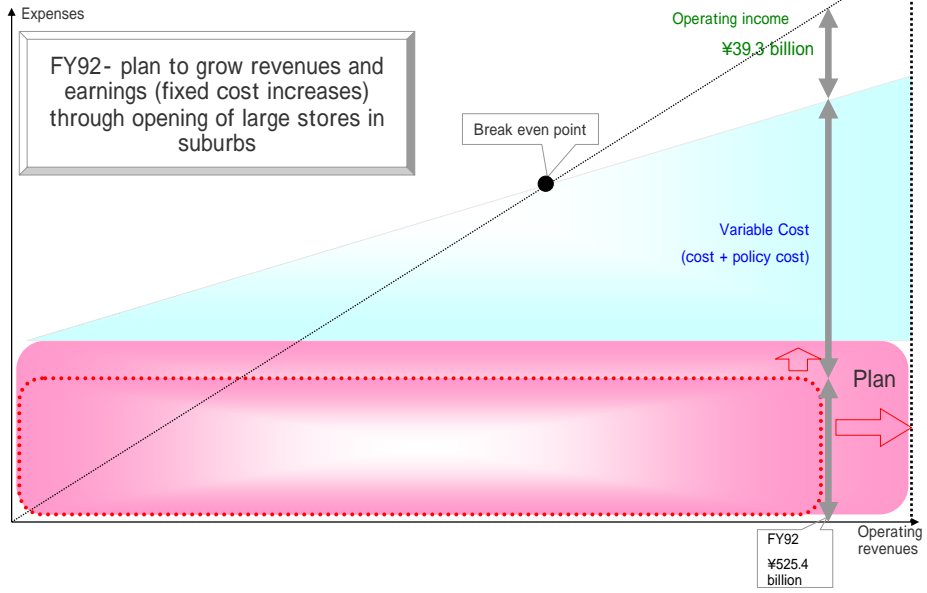 Expenses
FY92- plan to grow revenues and
earnings (fixed cost increases)
through opening of large stores in
suburbs
Operating income
¥39.3 billion
Break even point
Variable Cost
(cost + policy cost)
Plan
Operating
revenues
FY92
¥525.4
billion